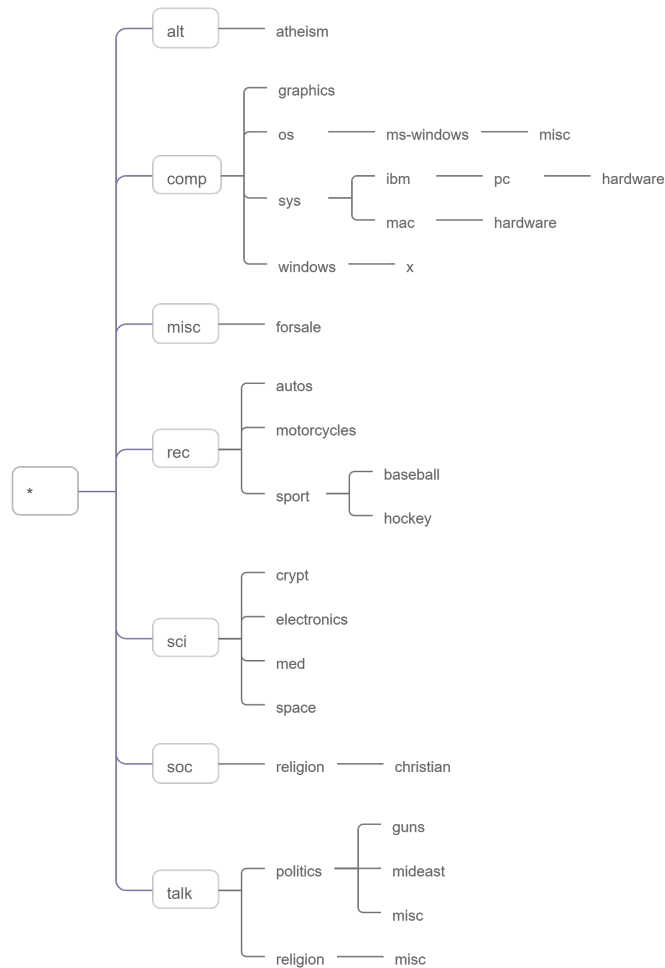 alt atheism
graphics
os ms-windows misc
comp ibm pc hardware
sys
mac hardware
windows x
misc forsale
autos
motorcycles
rec
baseball
*
sport
hockey
crypt
electronics
sci
med
space
soc religion christian
guns
politics mideast
talk
misc
religion misc